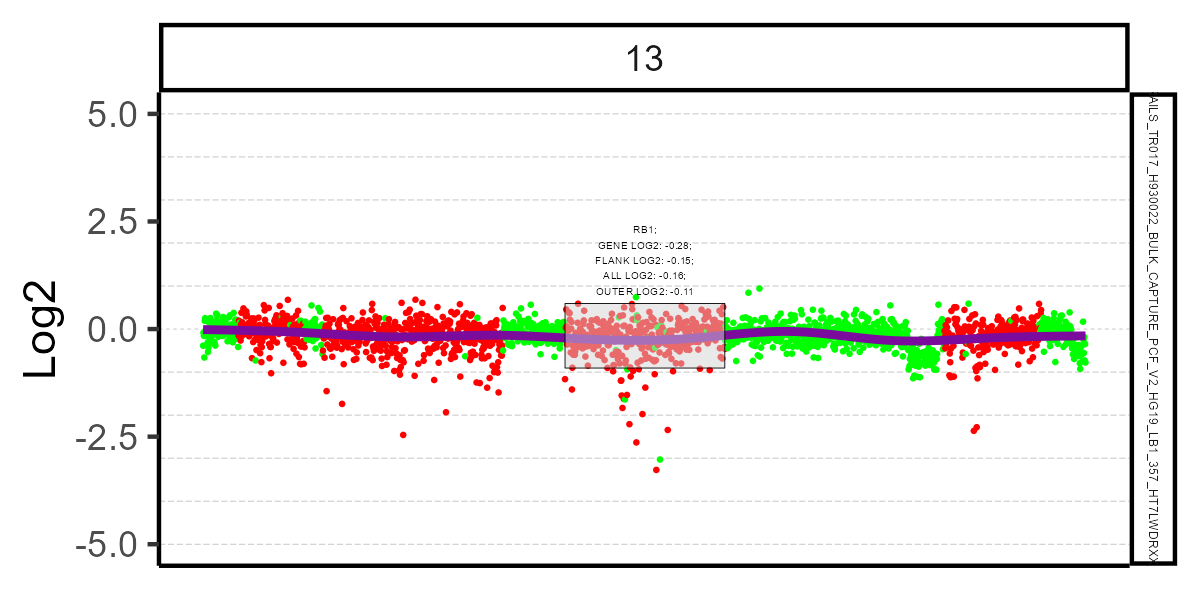 13
5.0
2.5
0.0
-2.5
-5.0
Log2
RB1;
GENE LOG2: -0.28;
FLANK LOG2: -0.15;
ALL LOG2: -0.16;
OUTER LOG2: -0.11
AILS_TR017_H930022_BULK_CAPTURE_PCF_V2_HG19_LB1_357_HT7LWDRXX